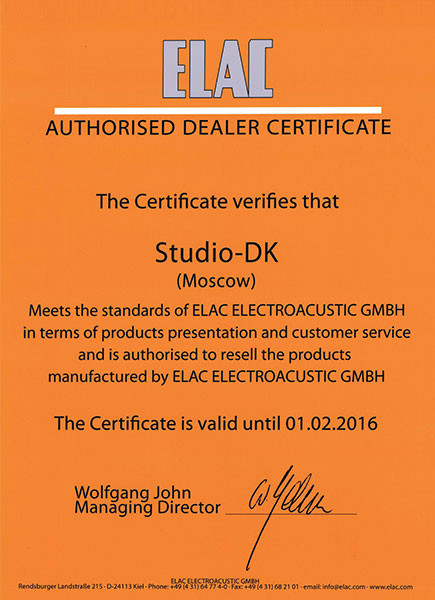 ELAC
AUTHORISED DEALER CERTIFICATE
The Certificate verifies that
Studio-DK
(Moscow)
Meets the standards of ELAC ELECTROACUSTIC GMBH
in terms of products presentation and customer service
and is authorised to resell the products
manufactured by ELAC ELECTROACUSTIC GMBH
The Certificate is valid until 01.02.2016
Wolfgang John
Managing Director
ELAC ELECTROACUSTIC GMBH
Rendsburger Landstraße 215 · D-24113 Kiel · Phone: +49 (4 31) 64 77 4-0 · Fax: +49 (4 31) 68 21 01 · email: info@elac.com · www.elac.com